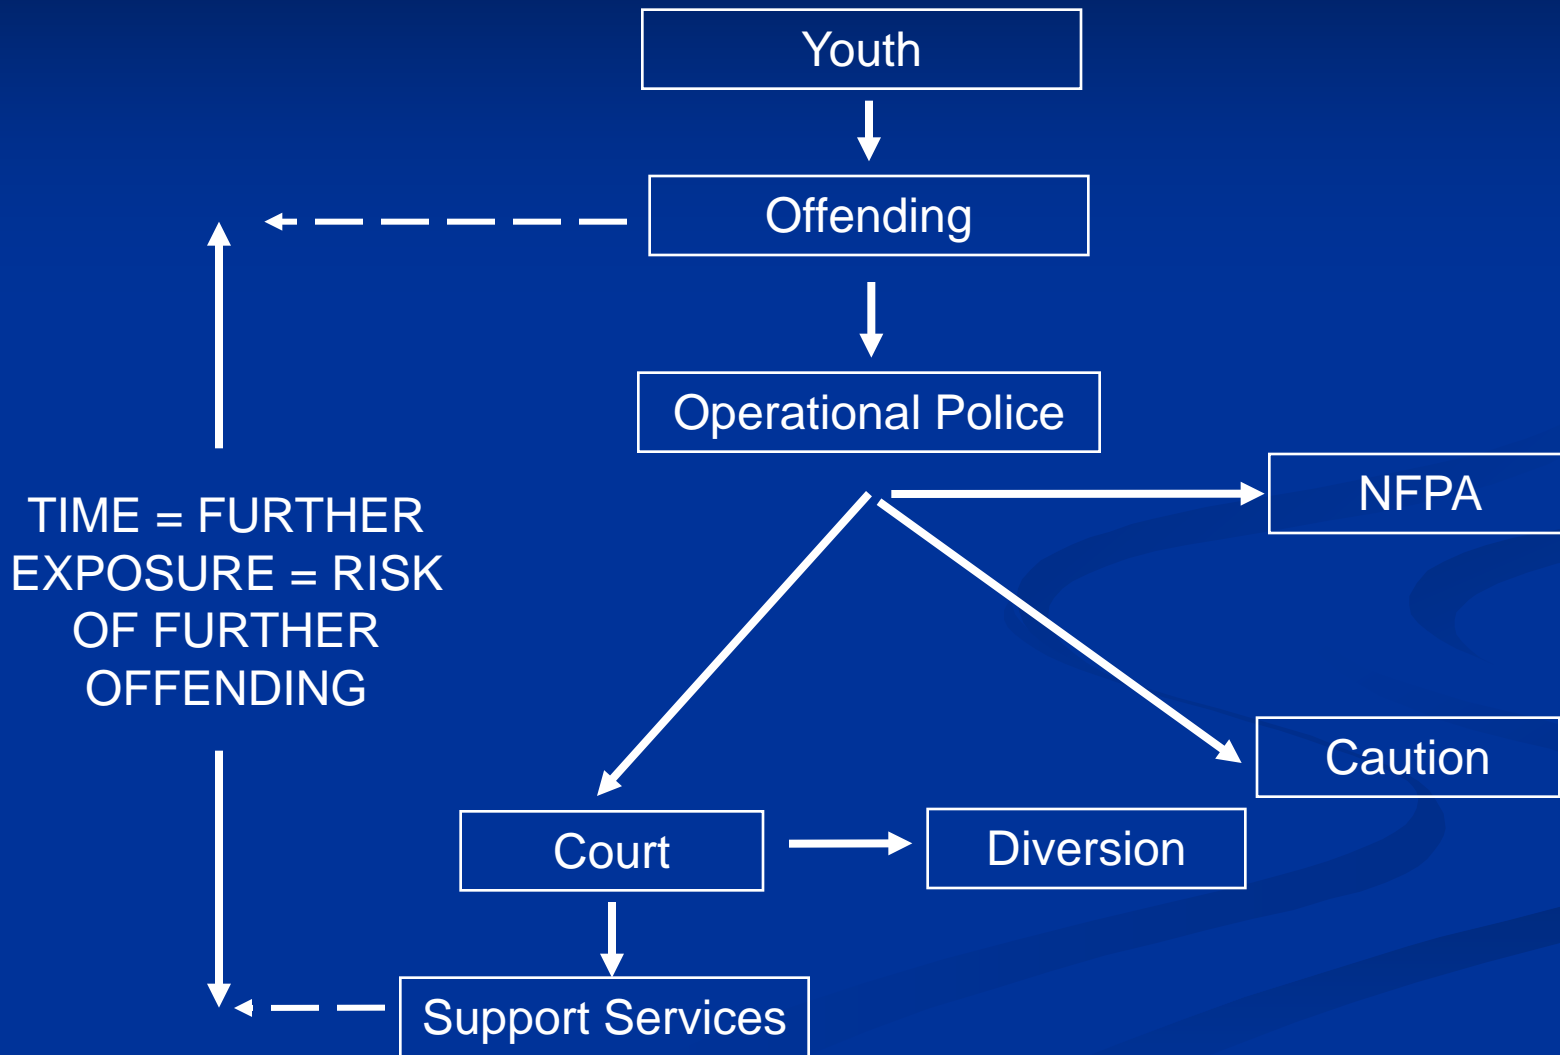 Youth
Offending
Operational Police
NFPA
TIME = FURTHER
EXPOSURE = RISK
OF FURTHER
OFFENDING
Caution
Court
Diversion
Support Services